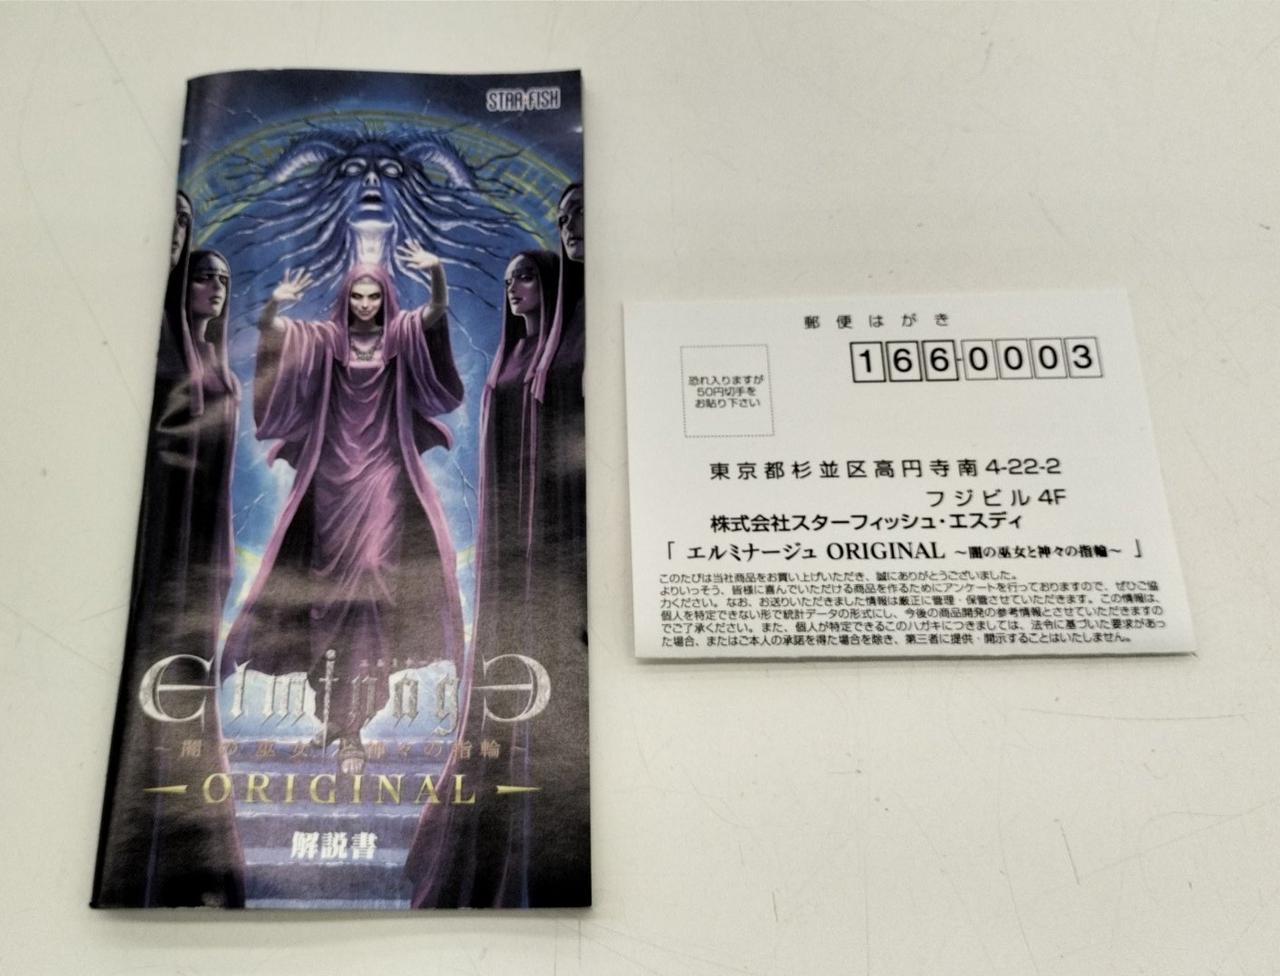 STAR-FISH
Elminage
～闇の巫女と神々の指輪～
ORIGINAL
解説書
郵便はがき
166-0003
恐れ入りますが
50円切手を
お貼り下さい
東京都杉並区高円寺南4-22-2
フジビル4F
株式会社スターフィッシュ・エスディ
「エルミナージュ ORIGINAL ～闇の巫女と神々の指輪～」
このたびは当社商品をお買い上げいただき、誠にありがとうございました。
よりいっそう、皆様に喜んでいただける商品を作るためにアンケートを行っておりますので、ぜひご協
力ください。なお、お送りいただきました情報は厳正に管理・保管させていただきます。この情報は、
個人を特定できない形で統計データの形式にし、今後の商品開発の参考情報とさせていただきますの
でご了承ください。また、個人が特定できるこのハガキにつきましては、法令に基づいた要求があっ
た場合、またはご本人の承諾を得た場合を除き、第三者に提供・開示することはいたしません。